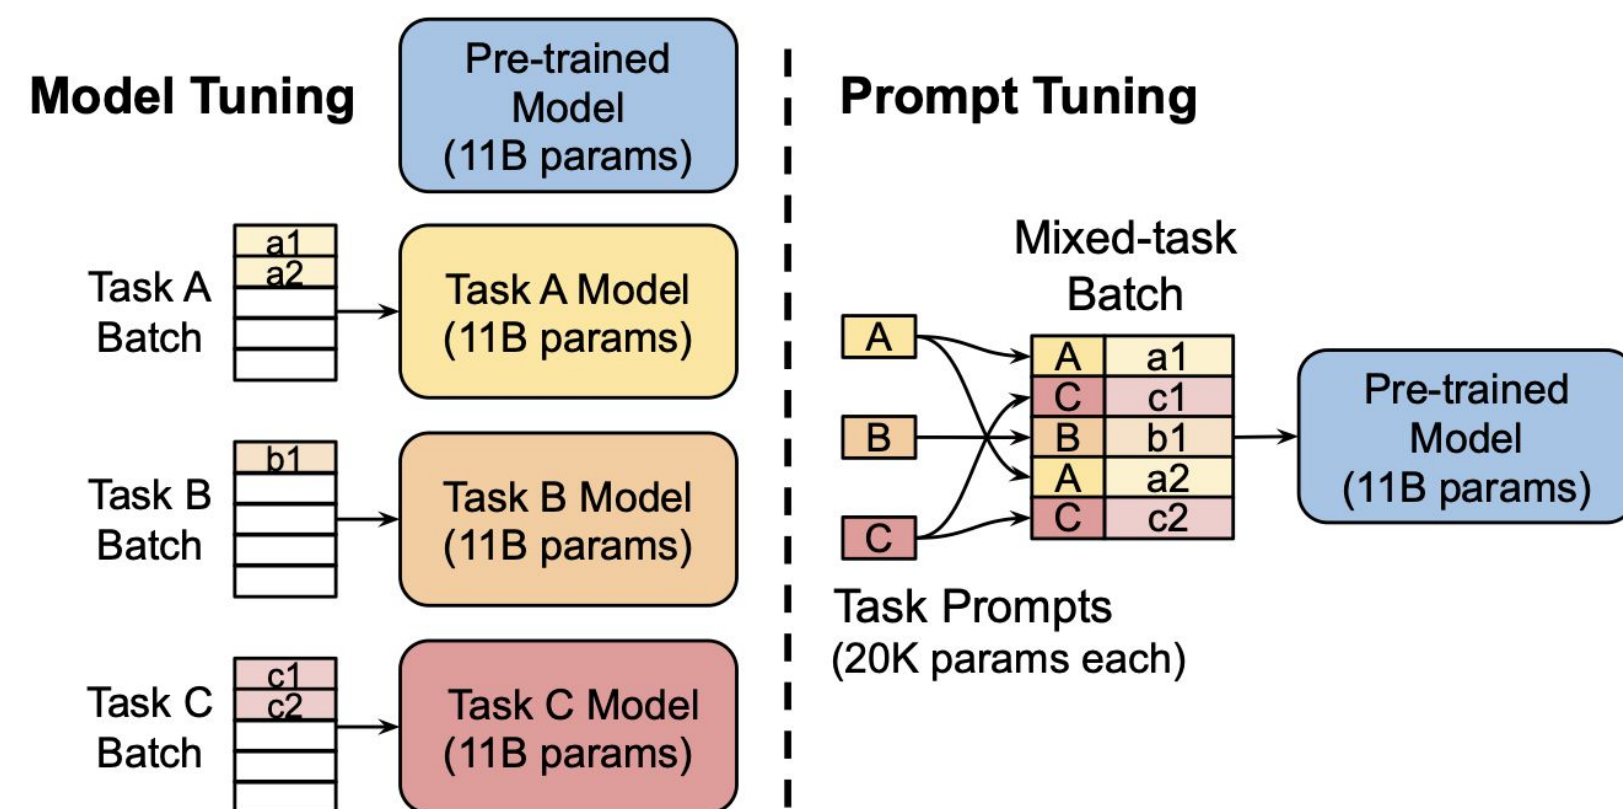 Model Tuning
Pre-trained
Model
(11B params)
a1
a2
Task A
Batch
Task A Model
(11B params)
b1
Task B
Batch
Task B Model
(11B params)
c1
c2
Task C
Batch
Task C Model
(11B params)
Prompt Tuning
Mixed-task
Batch
A
B
C
A a1
C c1
B b1
A a2
C c2
Pre-trained
Model
(11B params)
Task Prompts
(20K params each)